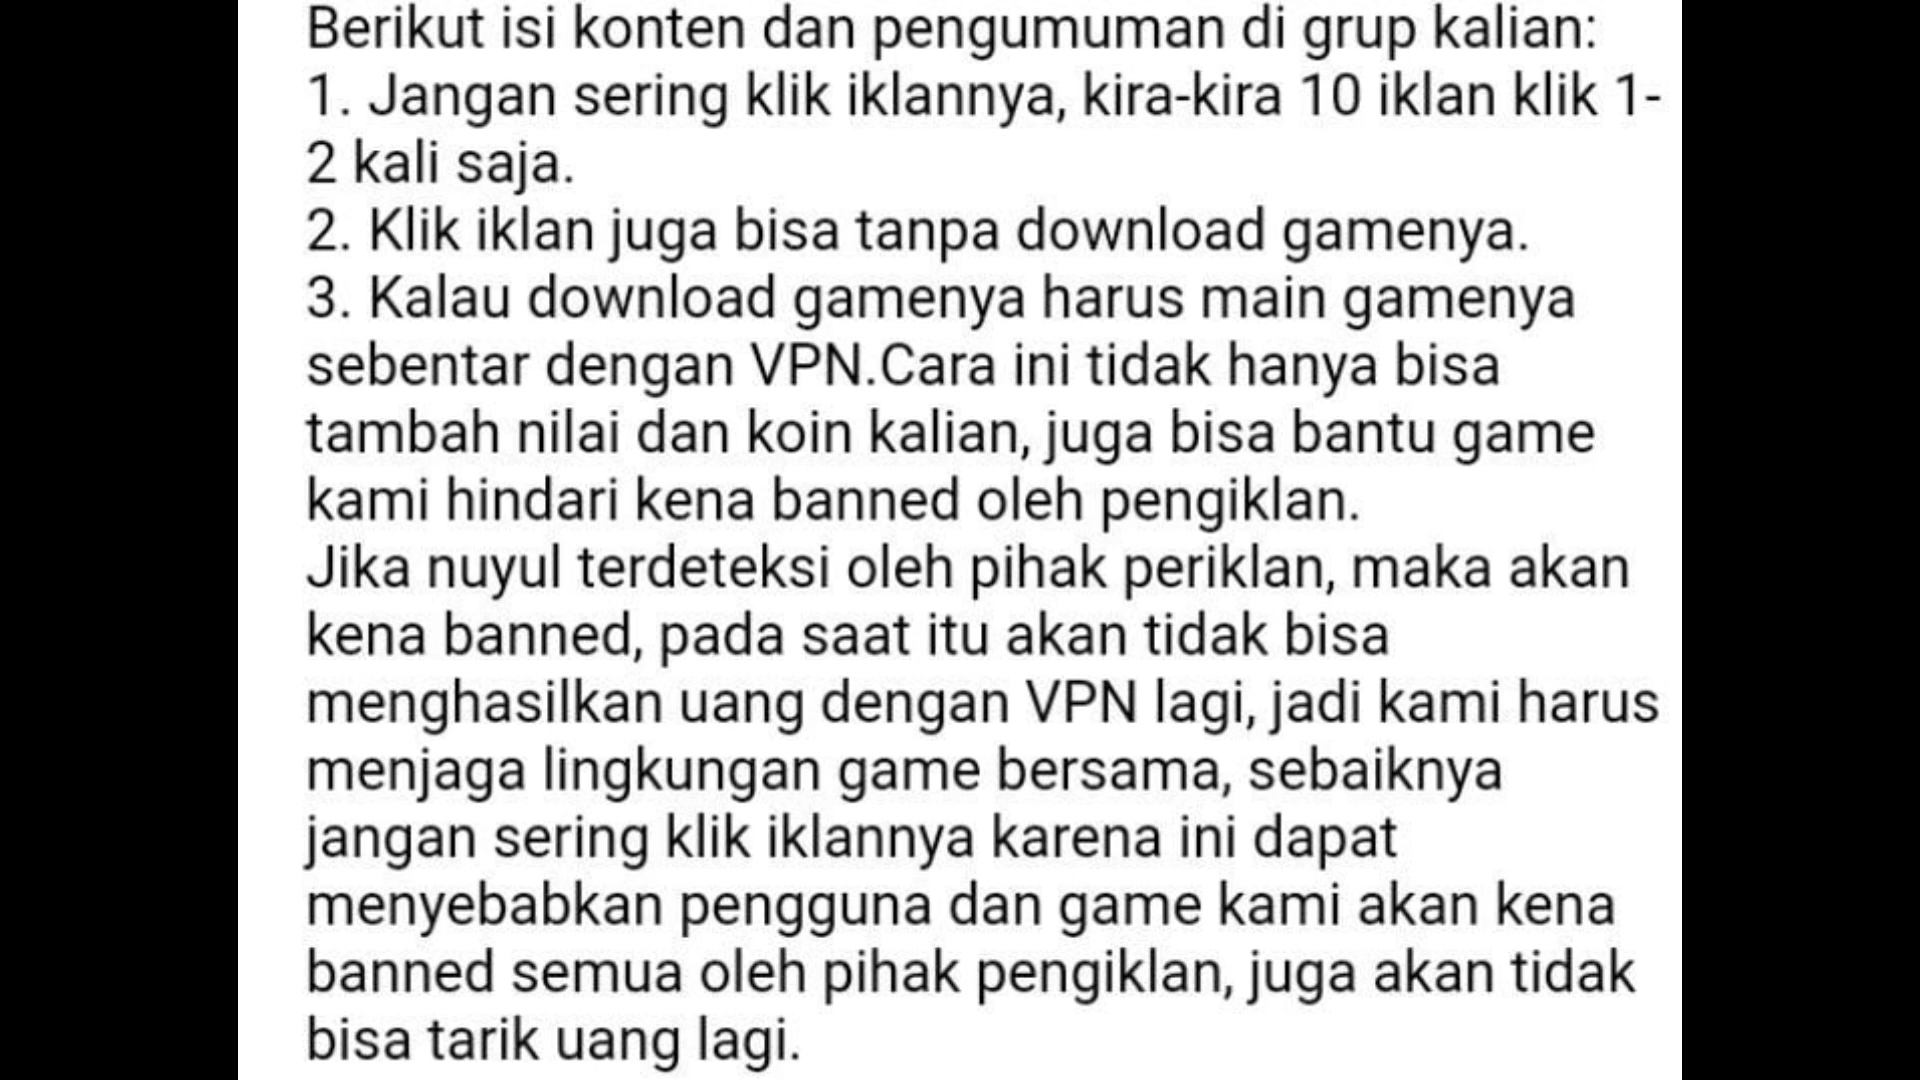 Berikut isi konten dan pengumuman di grup kalian:
1. Jangan sering klik iklannya, kira-kira 10 iklan klik 1-
2 kali saja.
2. Klik iklan juga bisa tanpa download gamenya.
3. Kalau download gamenya harus main gamenya
sebentar dengan VPN.Cara ini tidak hanya bisa
tambah nilai dan koin kalian, juga bisa bantu game
kami hindari kena banned oleh pengiklan.
Jika nuyul terdeteksi oleh pihak periklan, maka akan
kena banned, pada saat itu akan tidak bisa
menghasilkan uang dengan VPN lagi, jadi kami harus
menjaga lingkungan game bersama, sebaiknya
jangan sering klik iklannya karena ini dapat
menyebabkan pengguna dan game kami akan kena
banned semua oleh pihak pengiklan, juga akan tidak
bisa tarik uang lagi.